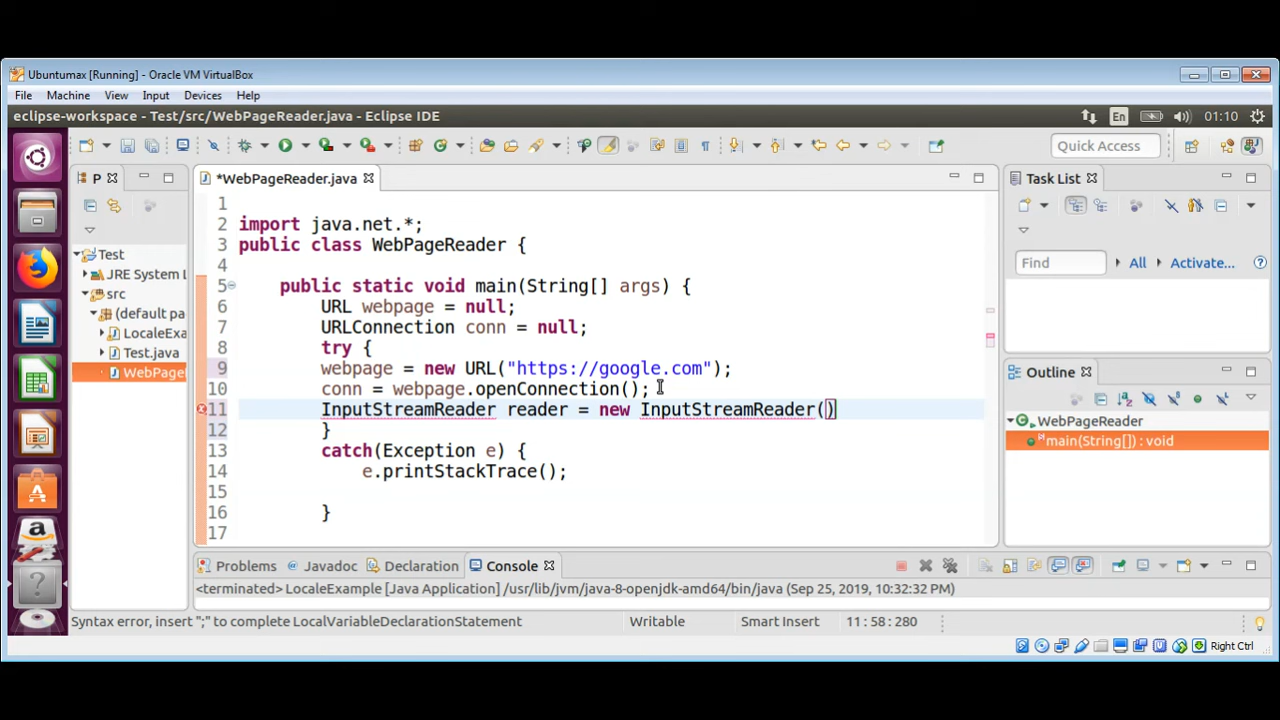 Ubuntumax [Running] - Oracle VM VirtualBox
File Machine View Input Devices Help
eclipse-workspace - Test/src/WebPageReader.java - Eclipse IDE
En 01:10
Quick Access
P
*WebPageReader.java
Task List
Test
JRE System L
src
(default pa
LocaleExa
Test.java
WebPage
1
2 import java.net.*;
3 public class WebPageReader {
4
5 public static void main(String[] args) {
6 URL webpage = null;
7 URLConnection conn = null;
8 try {
9 webpage = new URL("https://google.com");
10 conn = webpage.openConnection();
11 InputStreamReader reader = new InputStreamReader()
12 }
13 catch(Exception e) {
14 e.printStackTrace();
15
16 }
17
Find All Activate...
Outline
WebPageReader
main(String[]) : void
Problems Javadoc Declaration Console
<terminated> LocaleExample [Java Application] /usr/lib/jvm/java-8-openjdk-amd64/bin/java (Sep 25, 2019, 10:32:32 PM)
Syntax error, insert ";" to complete LocalVariableDeclarationStatement Writable Smart Insert 11 : 58 : 280
Right Ctrl